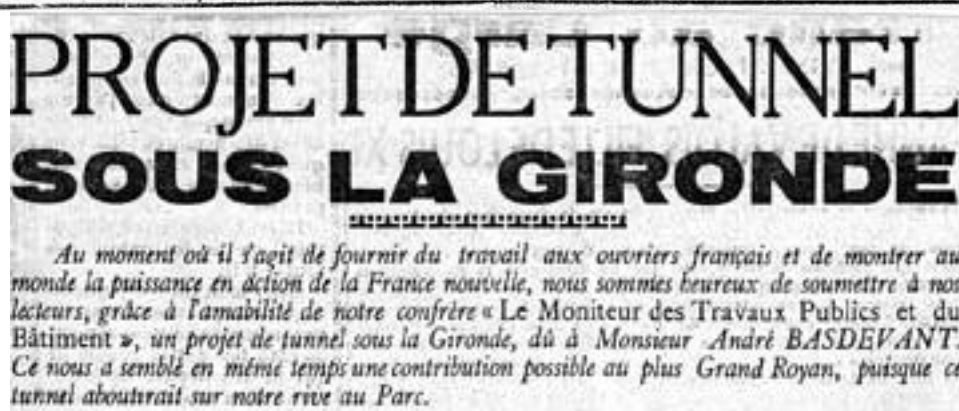 PROJET DE TUNNEL
SOUS LA GIRONDE
Au moment où il s'agit de fournir du travail aux ouvriers français et de montrer au
monde la puissance en action de la France nouvelle, nous sommes heureux de soumettre à nos
lecteurs, grâce à l'amabilité de notre confrère « Le Moniteur des Travaux Publics et du
Bâtiment », un projet de tunnel sous la Gironde, dû à Monsieur André BASDEVANT.
Ce nous a semblé en même temps une contribution possible au plus Grand Royan, puisque ce
tunnel aboutirait sur notre rive au Parc.